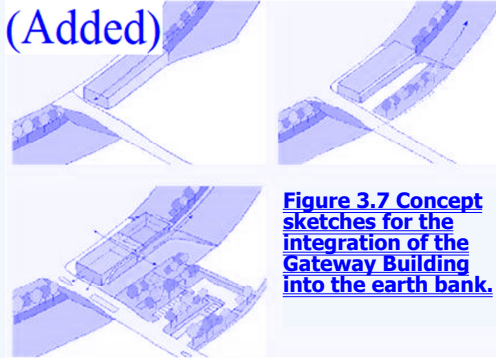 (Added)
Figure 3.7 Concept
sketches for the
integration of the
Gateway Building
into the earth bank.